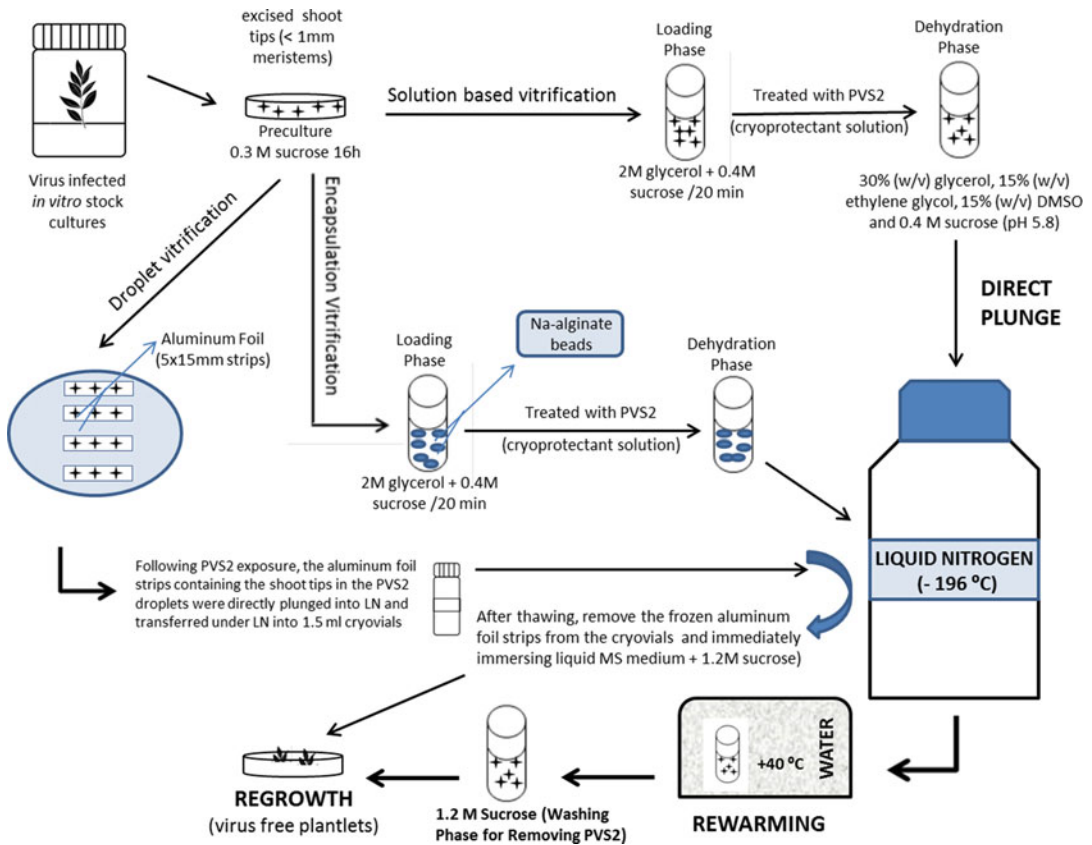 excised shoot
tips (< 1mm
meristems)
Virus infected
in vitro stock
cultures
Preculture
0.3 M sucrose 16h
Solution based vitrification
Loading
Phase
2M glycerol + 0.4M
sucrose /20 min
Treated with PVS2
(cryoprotectant solution)
Dehydration
Phase
30% (w/v) glycerol, 15% (w/v)
ethylene glycol, 15% (w/v) DMSO
and 0.4 M sucrose (pH 5.8)
DIRECT
PLUNGE
Droplet vitrification
Encapsulation Vitrification
Aluminum Foil
(5x15mm strips)
Loading
Phase
Na-alginate
beads
2M glycerol + 0.4M
sucrose /20 min
Treated with PVS2
(cryoprotectant solution)
Dehydration
Phase
LIQUID NITROGEN
(- 196 ⁰C)
Following PVS2 exposure, the aluminum foil
strips containing the shoot tips in the PVS2
droplets were directly plunged into LN and
transferred under LN into 1.5 ml cryovials
After thawing, remove the frozen aluminum
foil strips from the cryovials and immediately
immersing liquid MS medium + 1.2M sucrose)
+40 ⁰C
WATER
REWARMING
1.2 M Sucrose (Washing
Phase for Removing PVS2)
REGROWTH
(virus free plantlets)